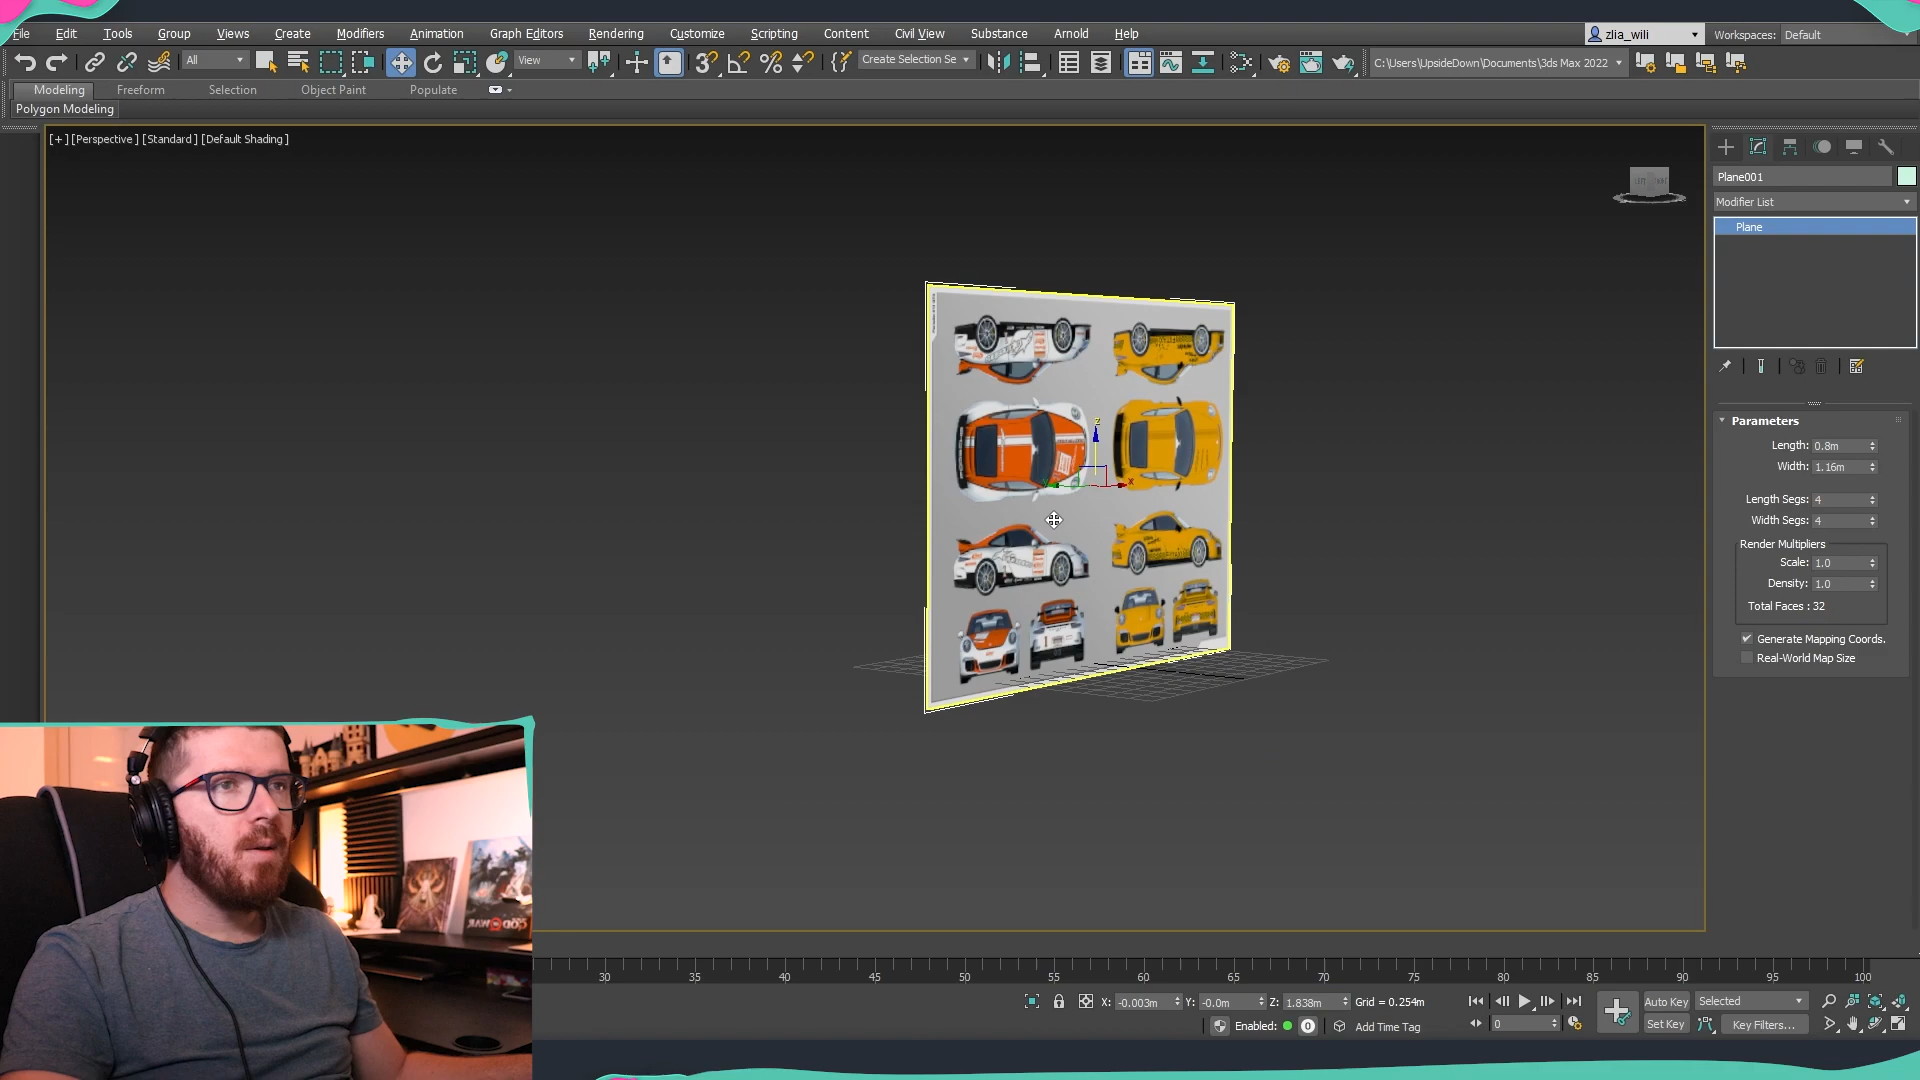 File Edit Tools Group Views Create Modifiers Animation Graph Editors Rendering Customize Scripting Content Civil View Substance Arnold Help
zlia_wili Workspaces: Default
All View Create Selection Se C:\Users\UpsideDown\Documents\3ds Max 2022
Modeling Freeform Selection Object Paint Populate
Polygon Modeling
[+] [Perspective] [Standard] [Default Shading]
Plane001
Modifier List
Plane
Parameters
Length: 0.8m
Width: 1.16m
Length Segs: 4
Width Segs: 4
Render Multipliers
Scale: 1.0
Density: 1.0
Total Faces : 32
Generate Mapping Coords.
Real-World Map Size
z
y x
GOD WAR
30 35 40 45 50 55 60 65 70 75 80 85 90 95 100
X: -0.003m Y: -0.0m Z: 1.838m Grid = 0.254m Auto Key Selected
Enabled: 0 Add Time Tag 0 Set Key Key Filters...